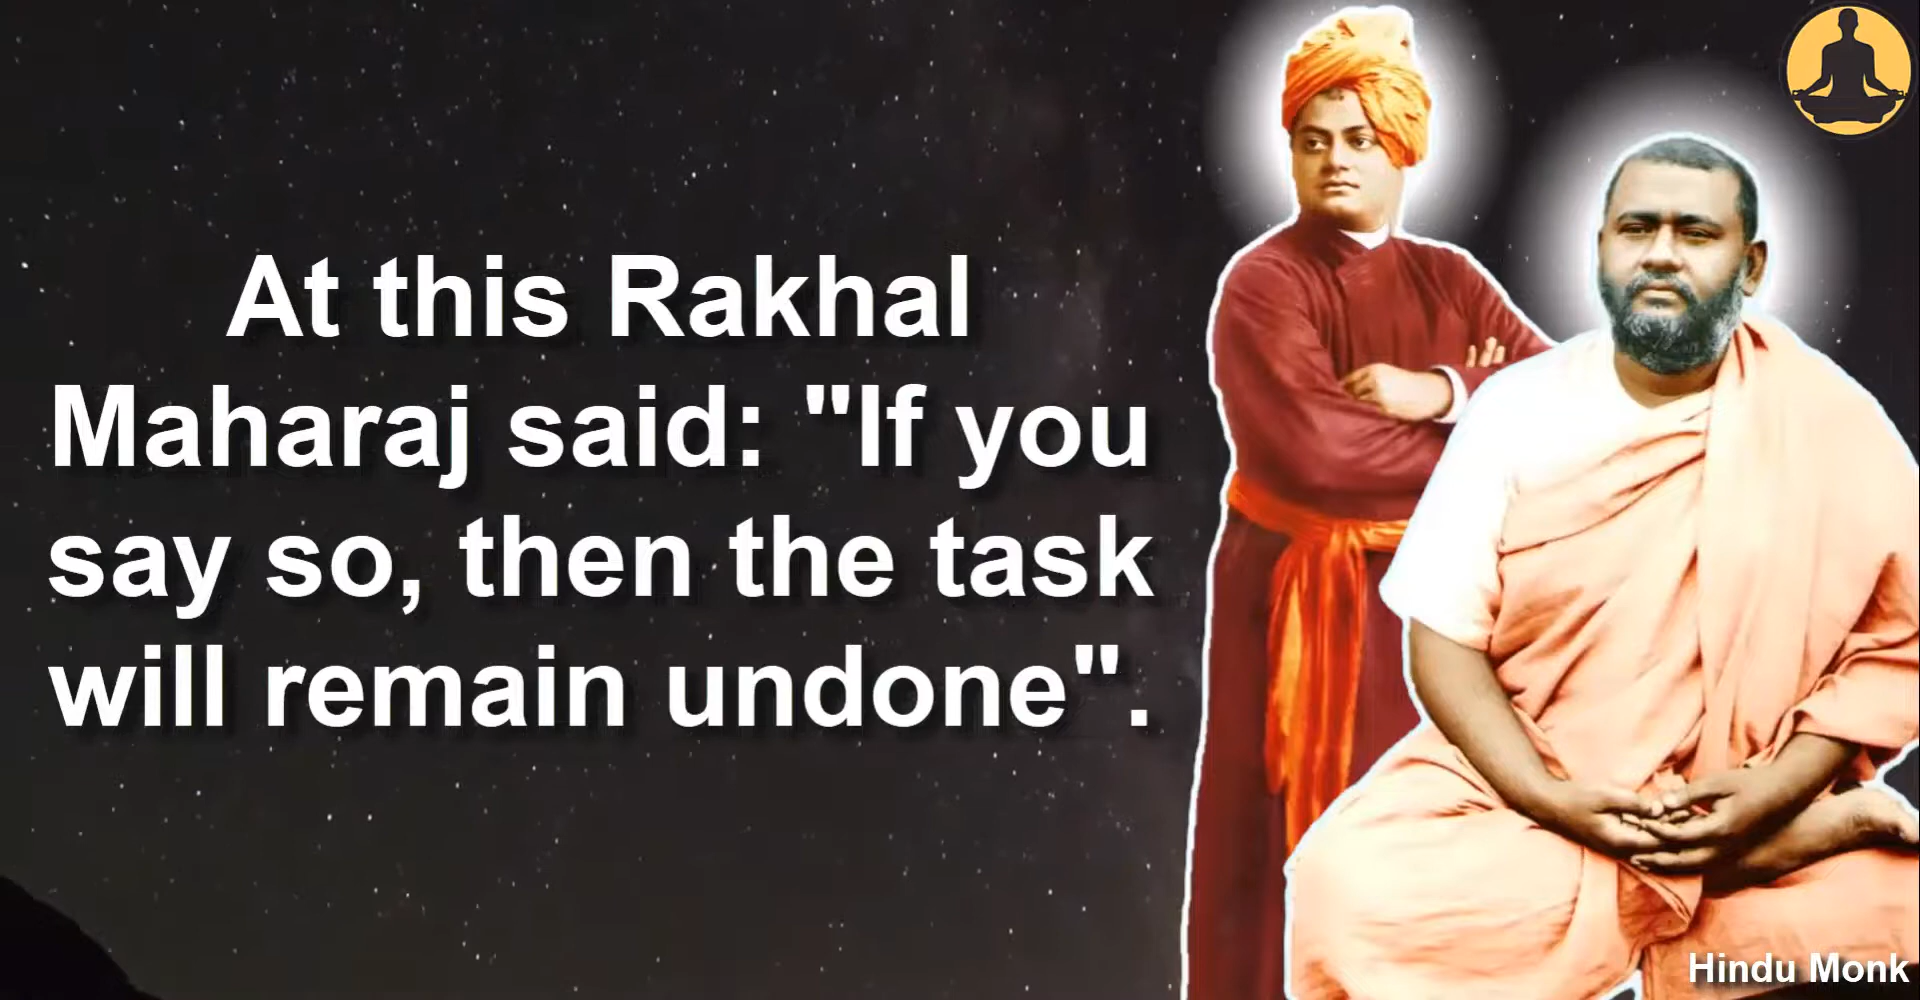 At this Rakhal
Maharaj said: "If you
say so, then the task
will remain undone".
Hindu Monk